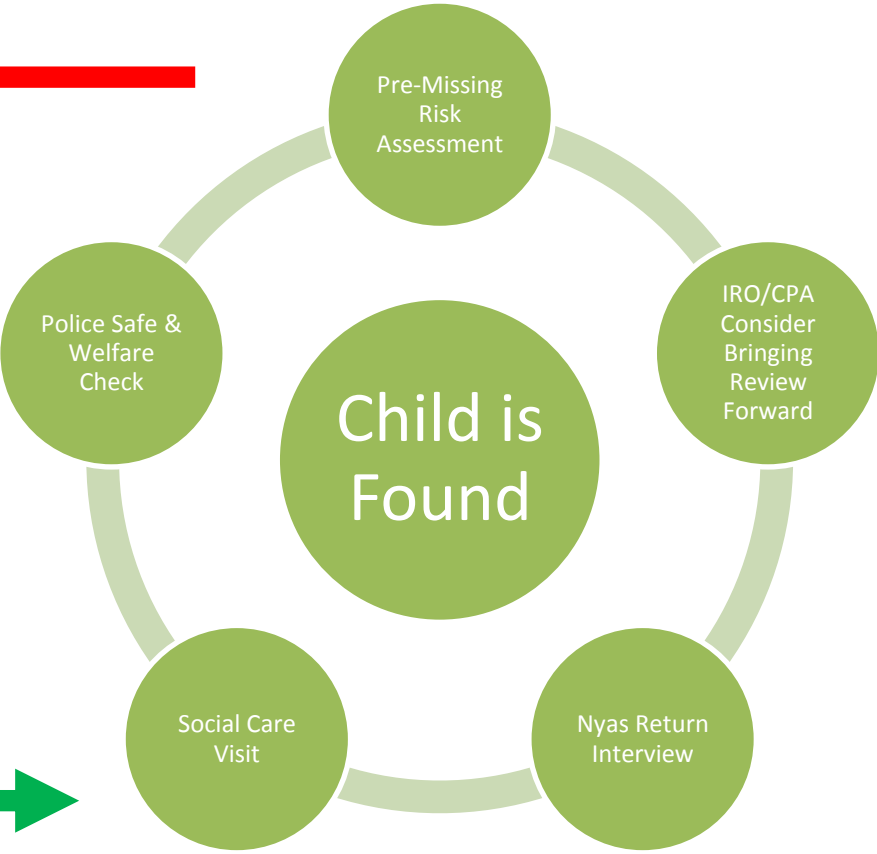 Pre-Missing
Risk
Assessment
IRO/CPA
Consider
Bringing
Review
Forward
Police Safe &
Welfare
Check
Child is
Found
Social Care
Visit
Nyas Return
Interview